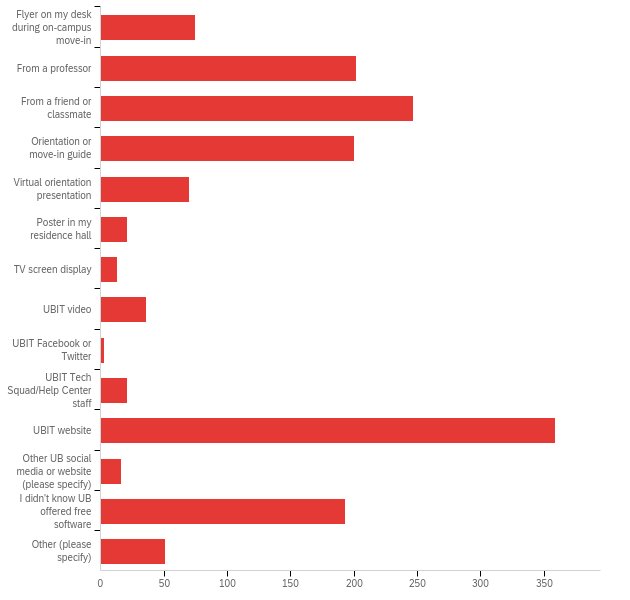 Flyer on my desk
during on-campus
move-in
From a professor
From a friend or
classmate
Orientation or
move-in guide
Virtual orientation
presentation
Poster in my
residence hall
TV screen display
UBIT video
UBIT Facebook or
Twitter
UBIT Tech
Squad/Help Center
staff
UBIT website
Other UB social
media or website
(please specify)
I didn't know UB
offered free
software
Other (please
specify)
0 50 100 150 200 250 300 350